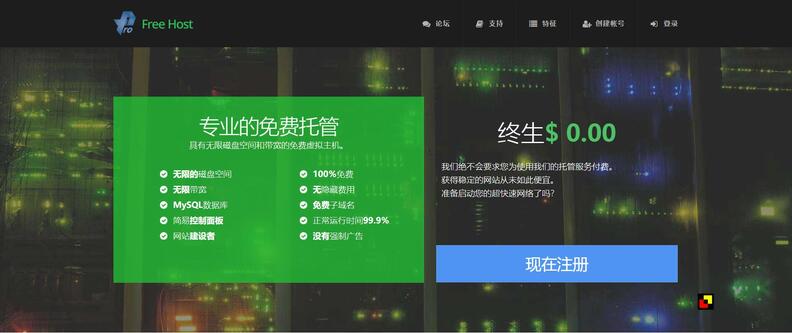 ro
Free Host
论坛
支持
特征
创建帐号
登录
专业的免费托管
具有无限磁盘空间和带宽的免费虚拟主机。
无限的磁盘空间
无限带宽
MySQL数据库
简易控制面板
网站建设者
100%免费
无隐藏费用
免费子域名
正常运行时间99.9%
没有强制广告
终生$ 0.00
我们绝不会要求您为使用我们的托管服务付费。
获得稳定的网站从未如此便宜。
准备启动您的超快速网络了吗?
现在注册